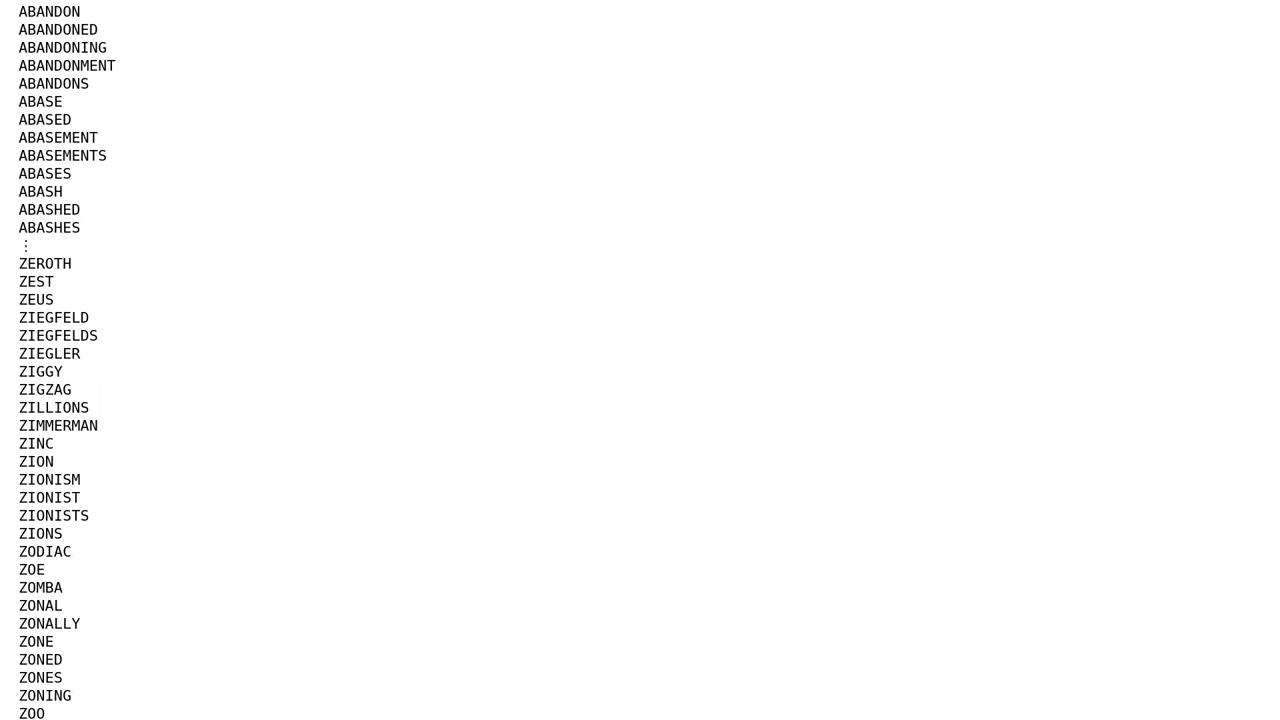 ABANDON
ABANDONED
ABANDONING
ABANDONMENT
ABANDONS
ABASE
ABASED
ABASEMENT
ABASEMENTS
ABASES
ABASH
ABASHED
ABASHES
⋮
ZEROTH
ZEST
ZEUS
ZIEGFELD
ZIEGFELDS
ZIEGLER
ZIGGY
ZIGZAG
ZILLIONS
ZIMMERMAN
ZINC
ZION
ZIONISM
ZIONIST
ZIONISTS
ZIONS
ZODIAC
ZOE
ZOMBA
ZONAL
ZONALLY
ZONE
ZONED
ZONES
ZONING
ZOO